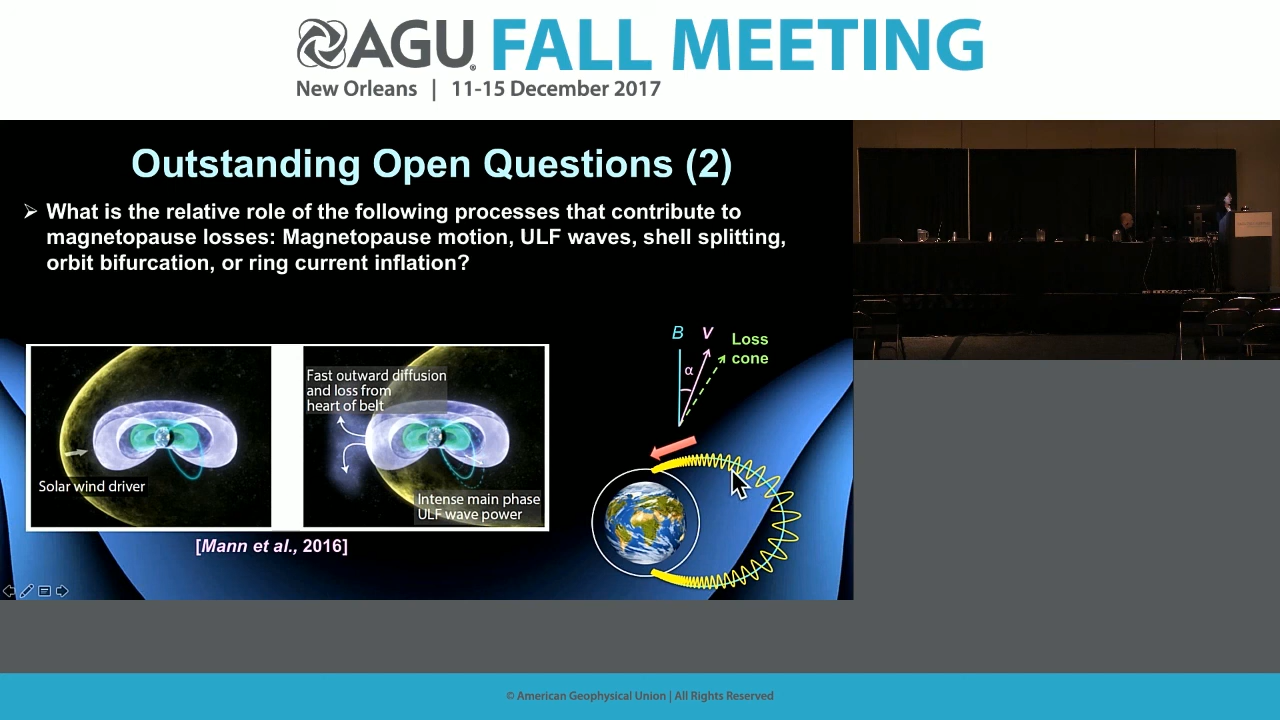 AGU FALL MEETING
New Orleans | 11-15 December 2017
Outstanding Open Questions (2)
➢ What is the relative role of the following processes that contribute to
magnetopause losses: Magnetopause motion, ULF waves, shell splitting,
orbit bifurcation, or ring current inflation?
Solar wind driver
Fast outward diffusion
and loss from
heart of belt
Intense main phase
ULF wave power
[Mann et al., 2016]
B V
α
Loss
cone
© American Geophysical Union | All Rights Reserved